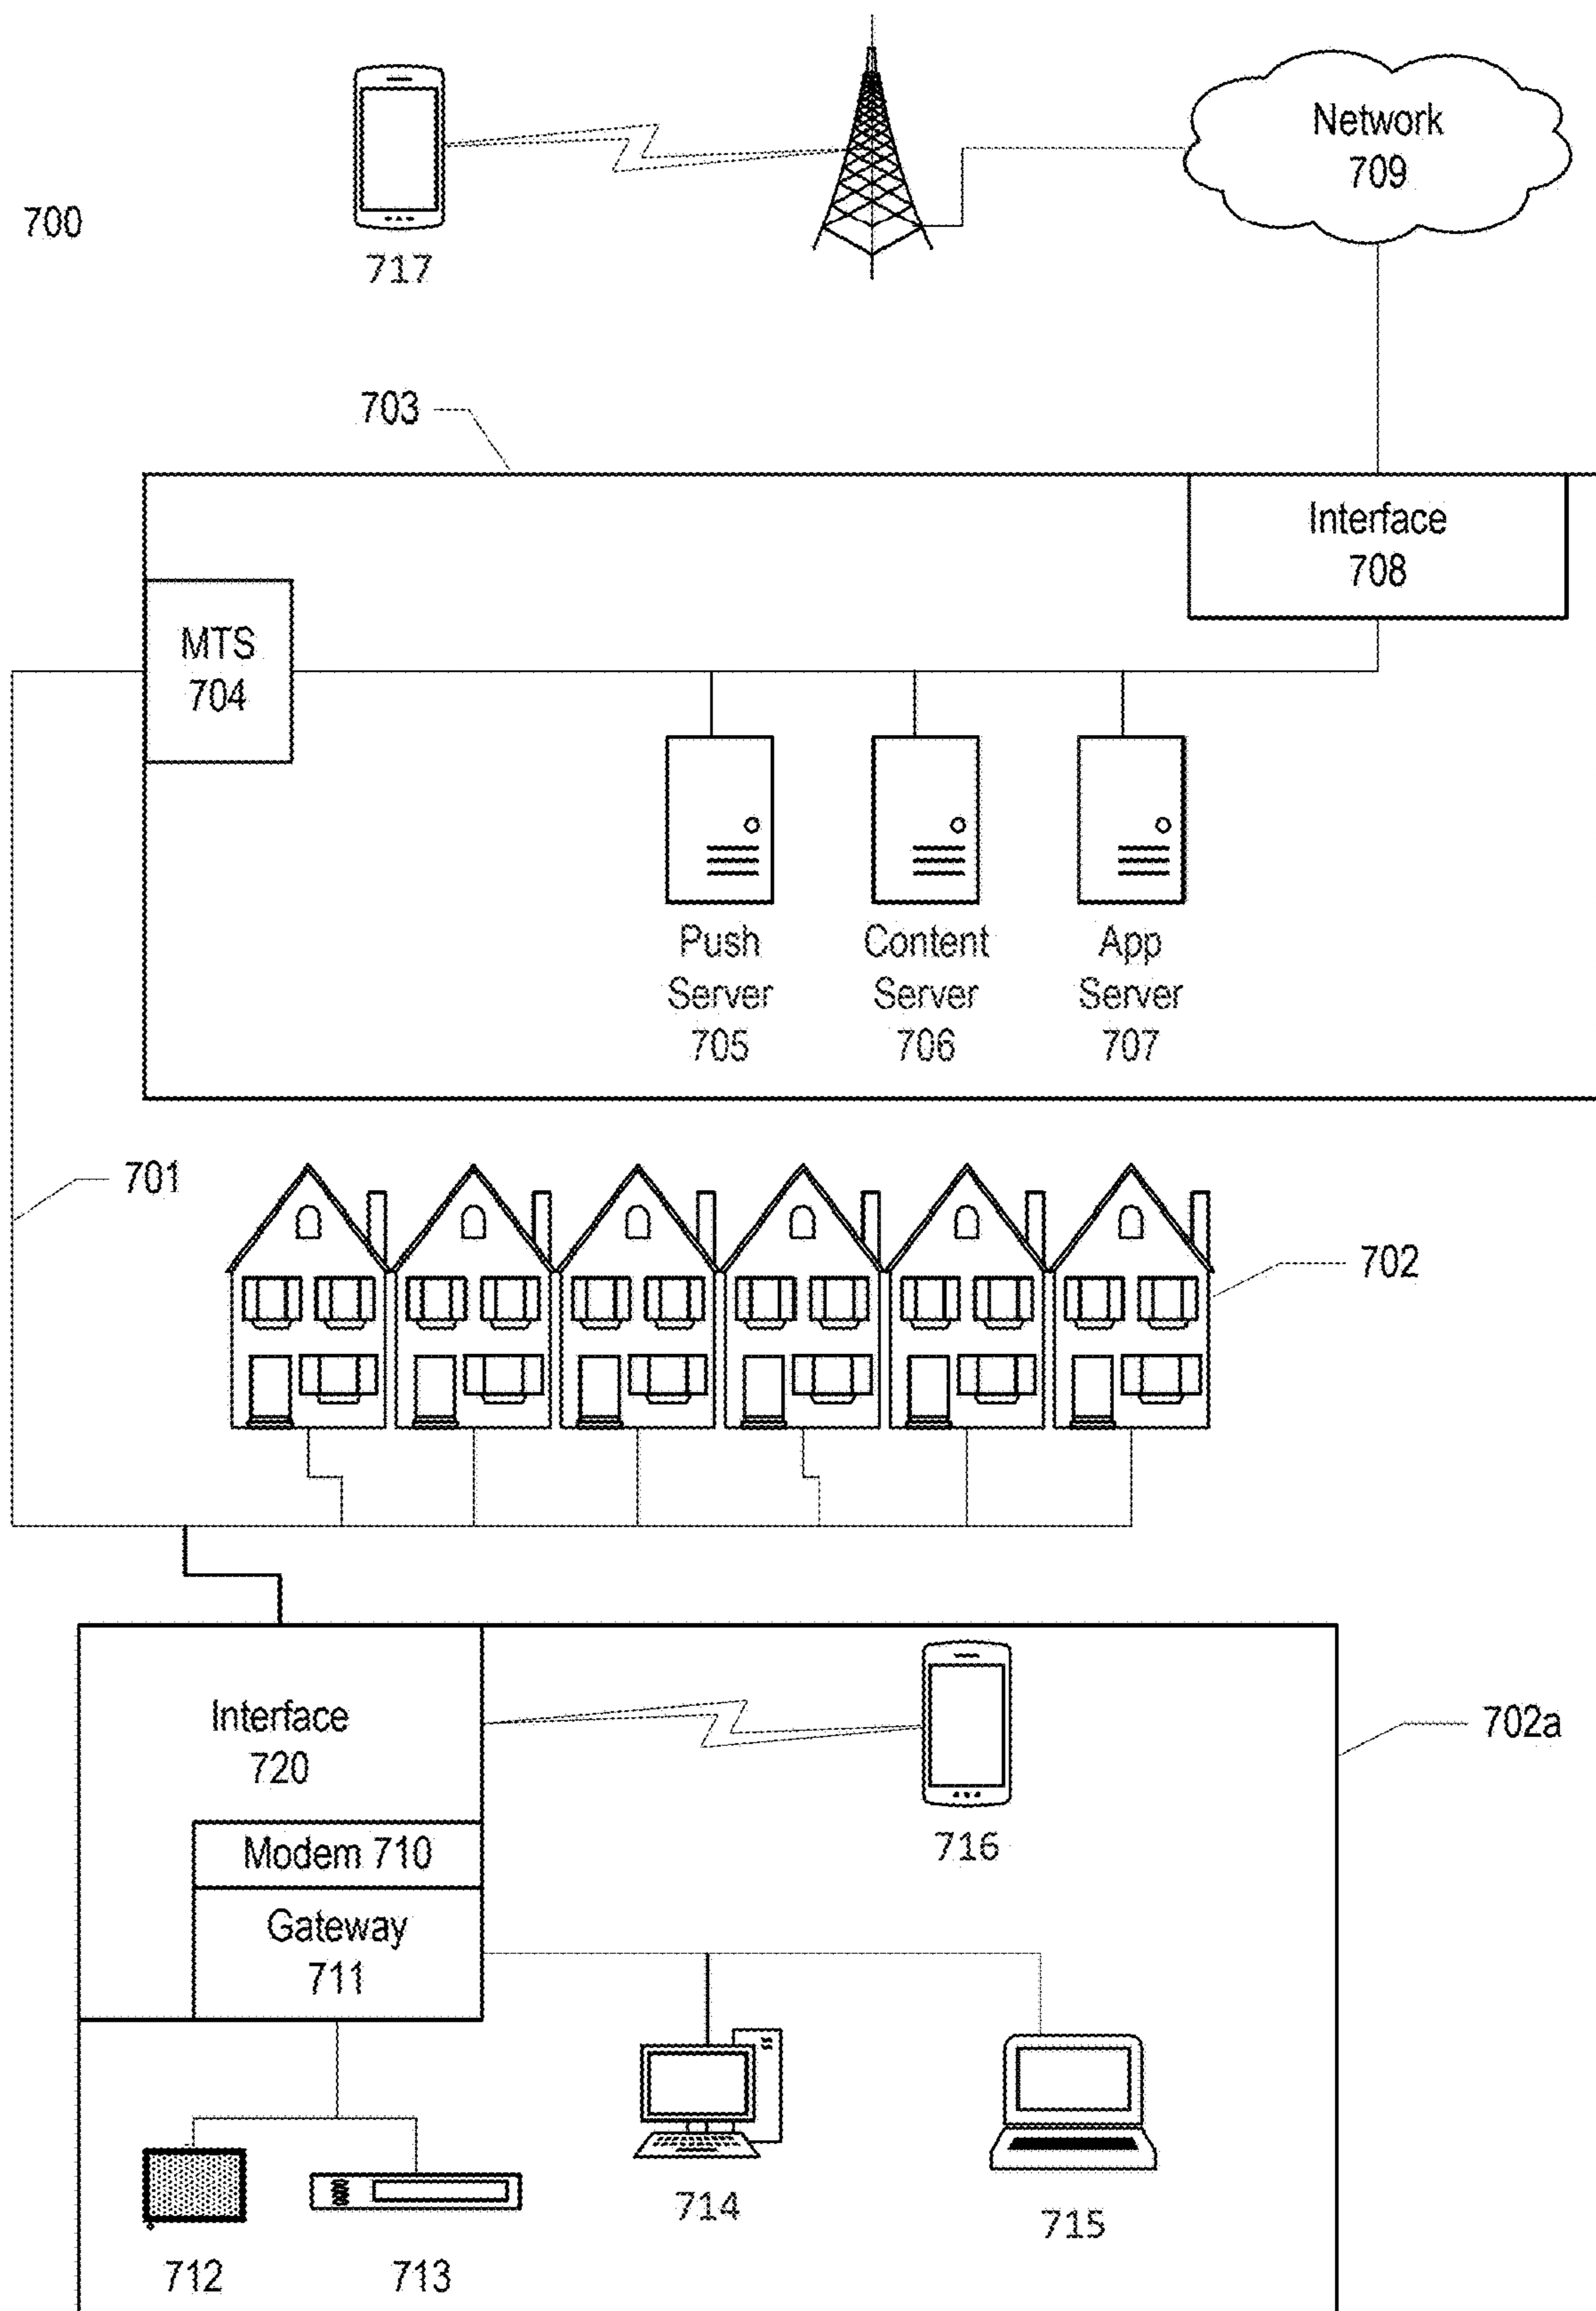 Network
709
700
717
703
Interface
708
MTS
704
Push
Server
705
Content
Server
706
App
Server
707
701
702
Interface
720
702a
716
Modem 710
Gateway
711
714
715
712
713